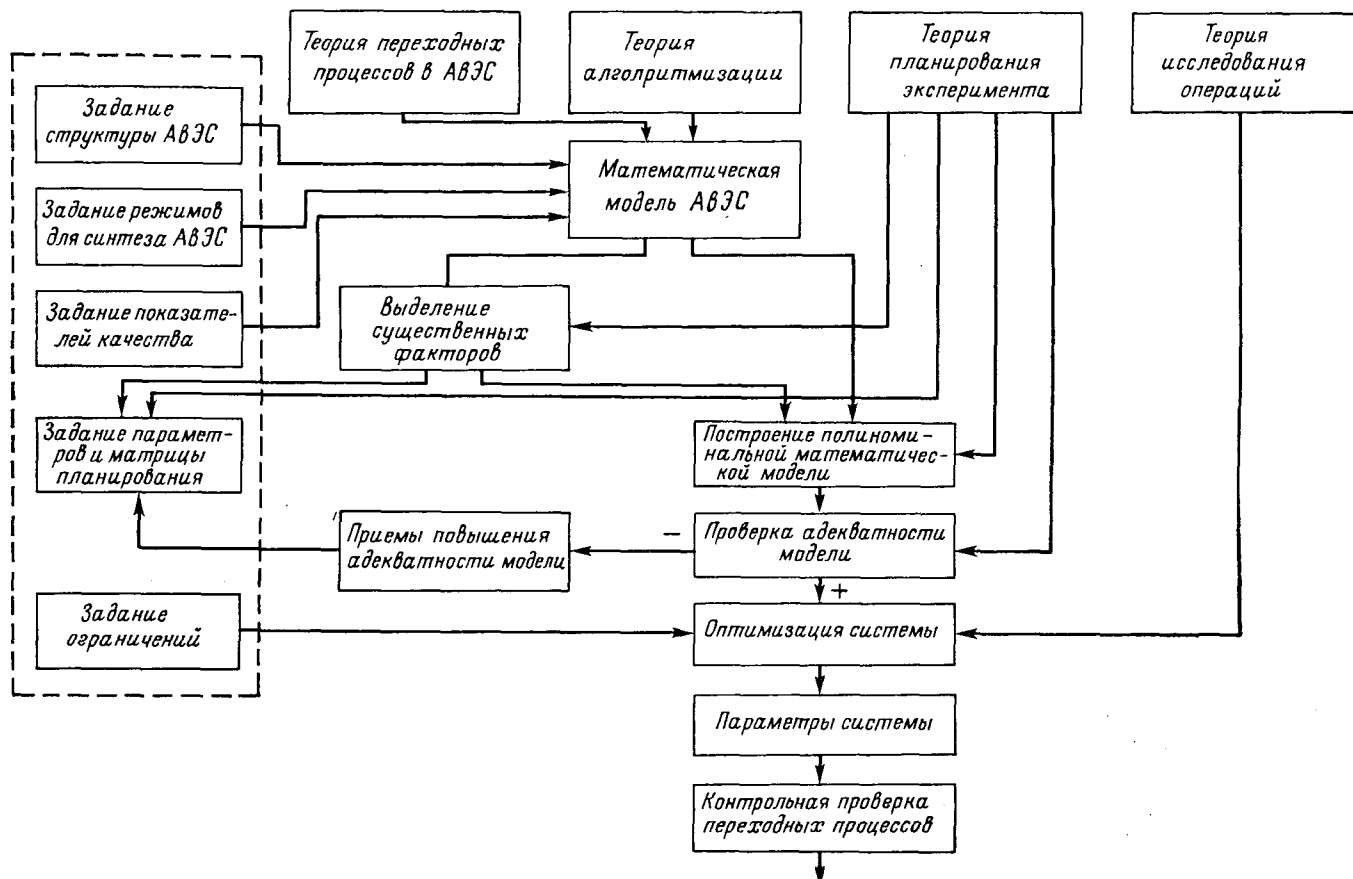 Теория переходных
процессов в АвЭС
Теория
алголритмизации
Теория
планирования
эксперимента
Теория
исследования
операций
Задание
структуры АвЭС
Математическая
модель АвЭС
Задание режимов
для синтеза АвЭС
Задание показате-
лей качества
Выделение
существенных
факторов
Задание парамет-
ров и матрицы
планирования
Построение полиноми-
нальной математичес-
кой модели
Приемы повышения
адекватности модели
−
Проверка адекватности
модели
+
Задание
ограничений
Оптимизация системы
Параметры системы
Контрольная проверка
переходных процессов